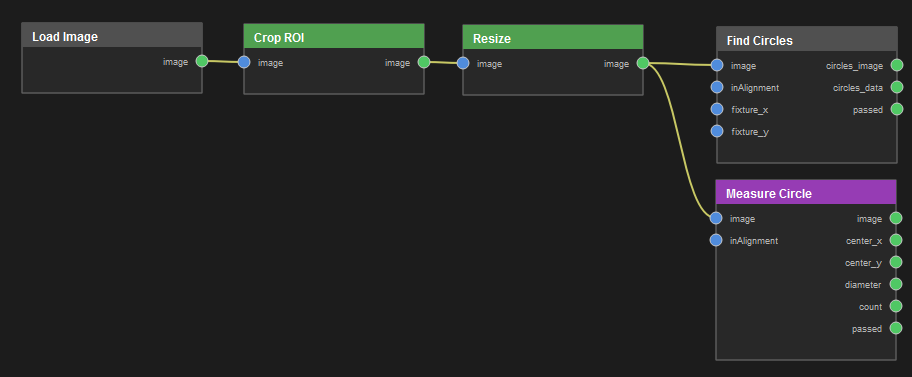 Load Image
image
Crop ROI
image image
Resize
image image
Find Circles
image circles_image
inAlignment circles_data
fixture_x passed
fixture_y
Measure Circle
image image
inAlignment center_x
center_y
diameter
count
passed